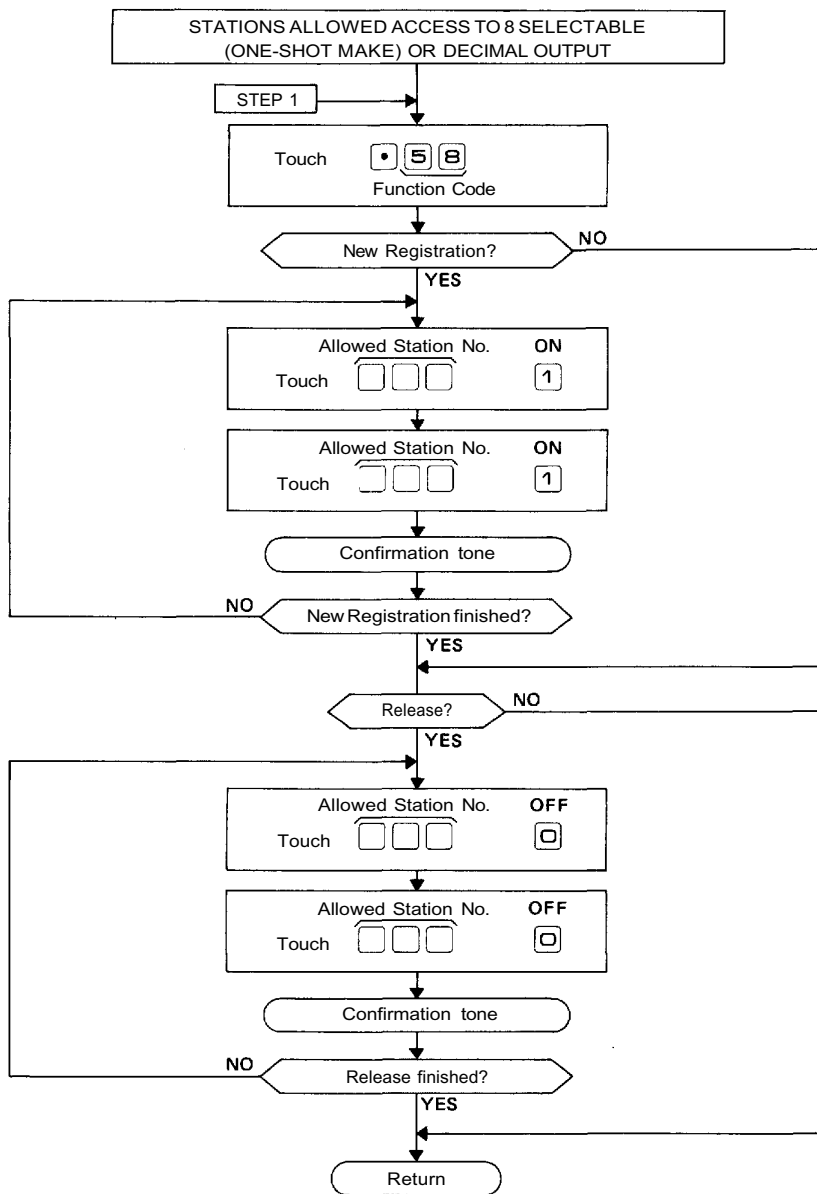 STATIONS ALLOWED ACCESS TO 8 SELECTABLE
(ONE-SHOT MAKE) OR DECIMAL OUTPUT
STEP 1
Touch • 5 8
Function Code
New Registration? NO
YES
Allowed Station No. ON
Touch 1
Allowed Station No. ON
Touch 1
Confirmation tone
NO New Registration finished?
YES
Release? NO
YES
Allowed Station No. OFF
Touch 0
Allowed Station No. OFF
Touch 0
Confirmation tone
NO Release finished?
YES
Return